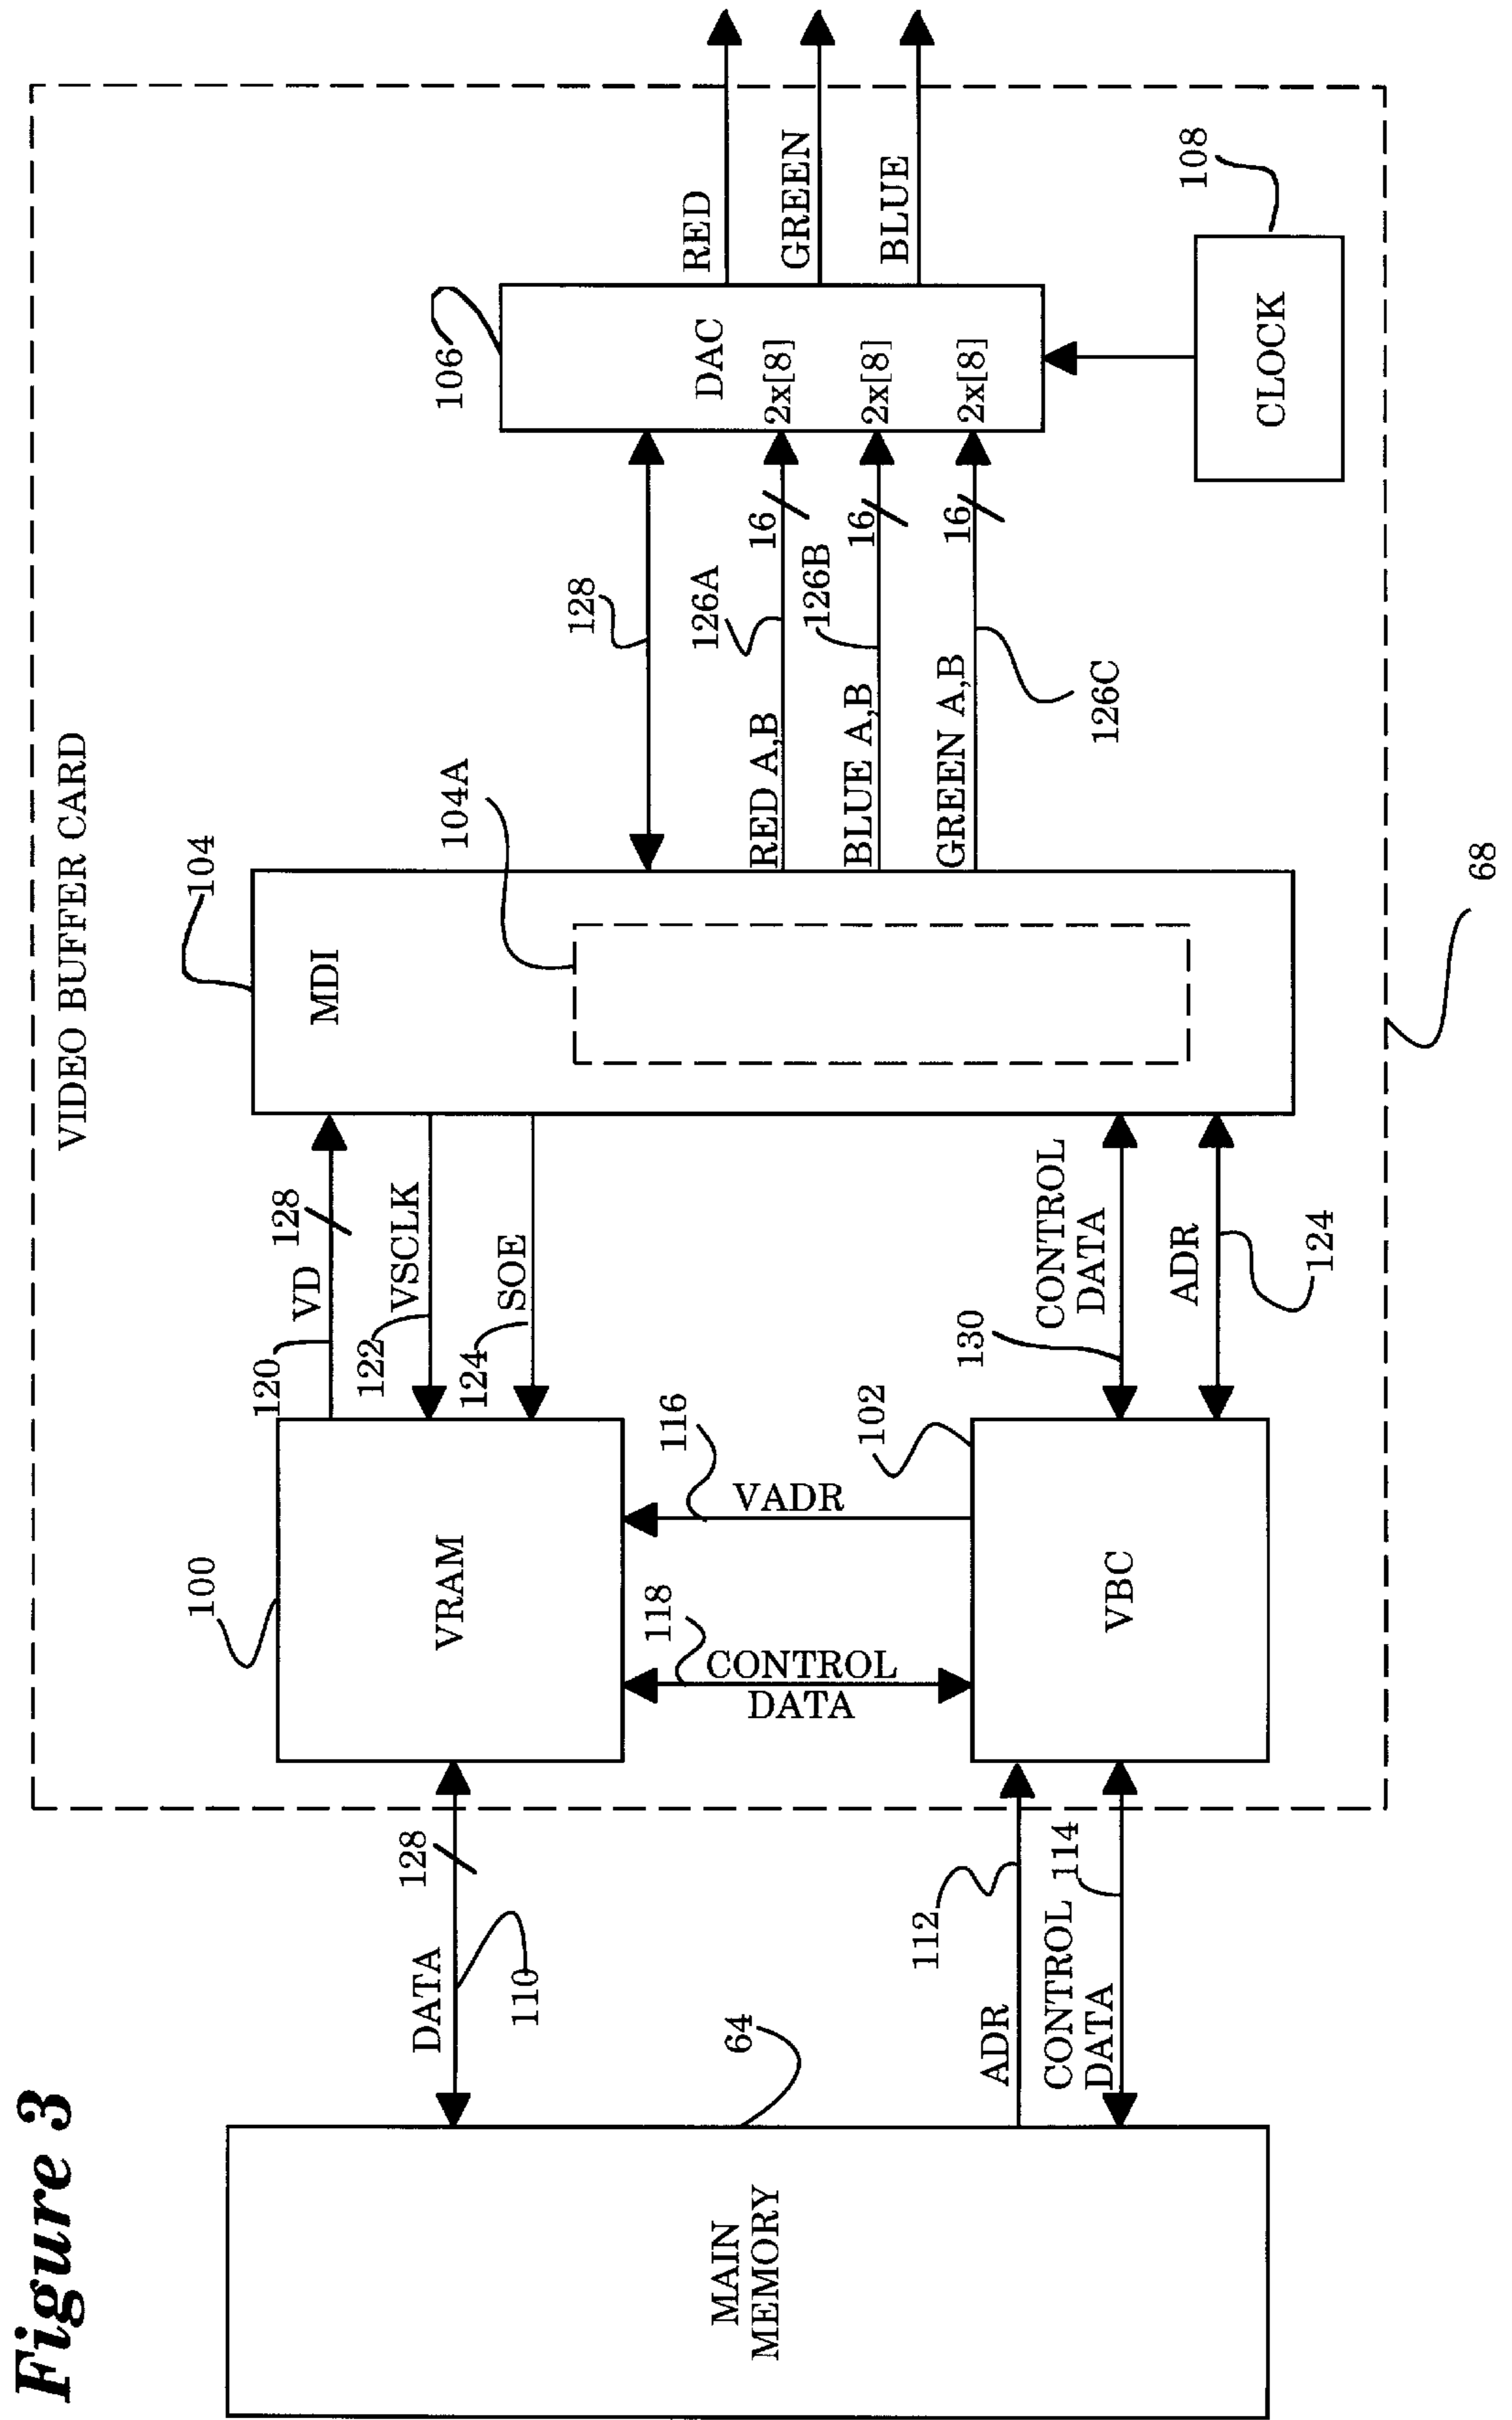 Figure 3
VIDEO BUFFER CARD
MAIN
MEMORY
64
DATA
110
128
ADR
112
CONTROL
DATA
114
100
VRAM
118
CONTROL
DATA
116
VADR
102
VBC
120
VD
128
122
VSCLK
124
SOE
130
CONTROL
DATA
ADR
124
104
MDI
104A
128
RED A,B
126A
16
BLUE A,B
126B
16
GREEN A,B
126C
16
106
DAC
2x[8]
2x[8]
2x[8]
RED
GREEN
BLUE
108
CLOCK
68